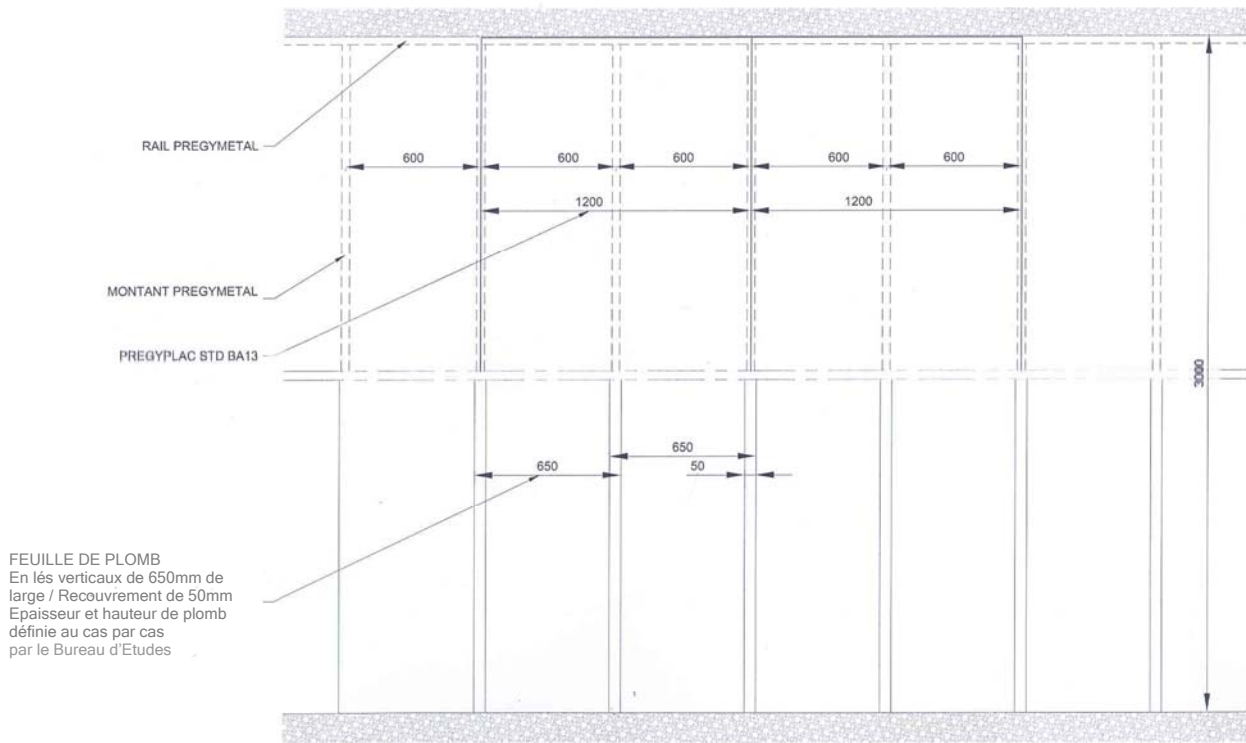 RAIL PREGYMETAL
600
600
600
600
600
1200
1200
MONTANT PREGYMETAL
PREGYPLAC STD BA13
3000
650
650
50
FEUILLE DE PLOMB
En lés verticaux de 650mm de
large / Recouvrement de 50mm
Epaisseur et hauteur de plomb
définie au cas par cas
par le Bureau d'Etudes